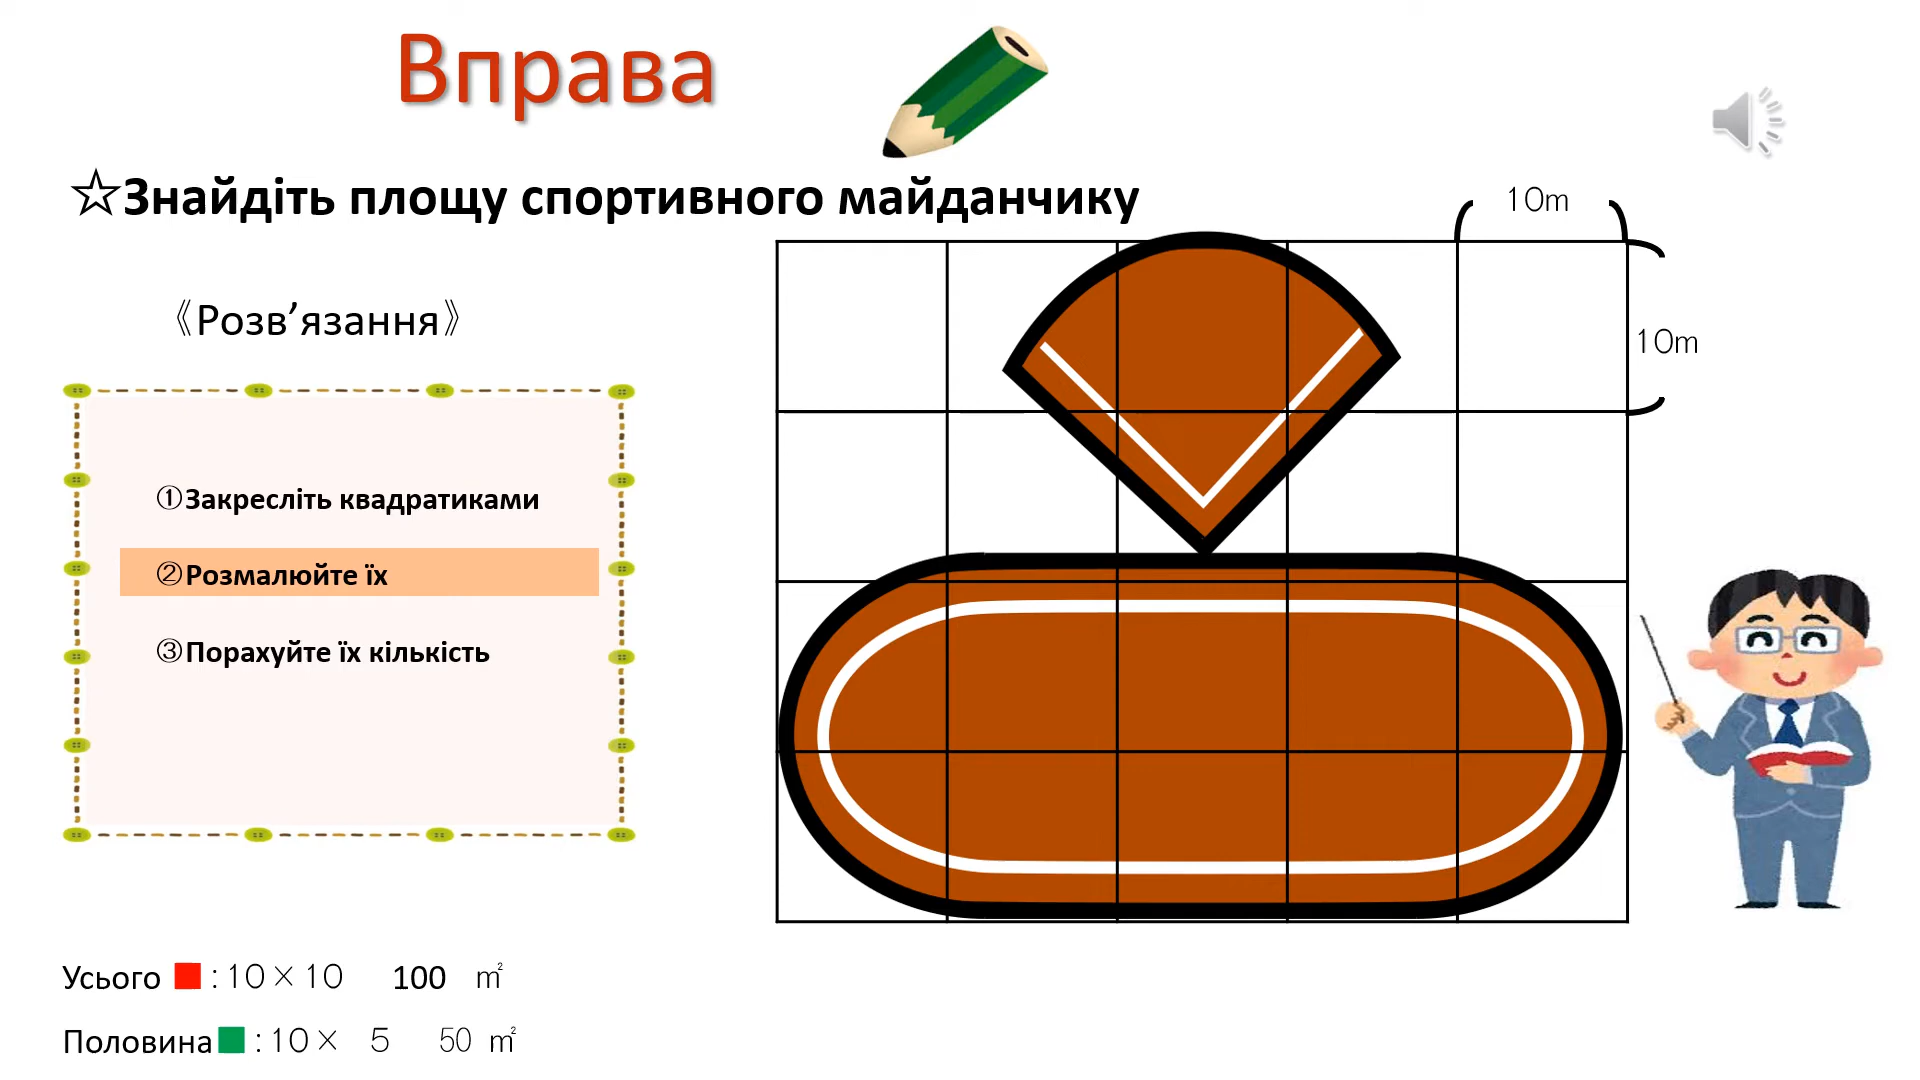 Вправа
☆Знайдіть площу спортивного майданчику
10m
10m
《Розв’язання》
①Закресліть квадратиками
②Розмалюйте їх
③Порахуйте їх кількість
Усього :10×10 100 ㎡
Половина :10× 5 50 ㎡